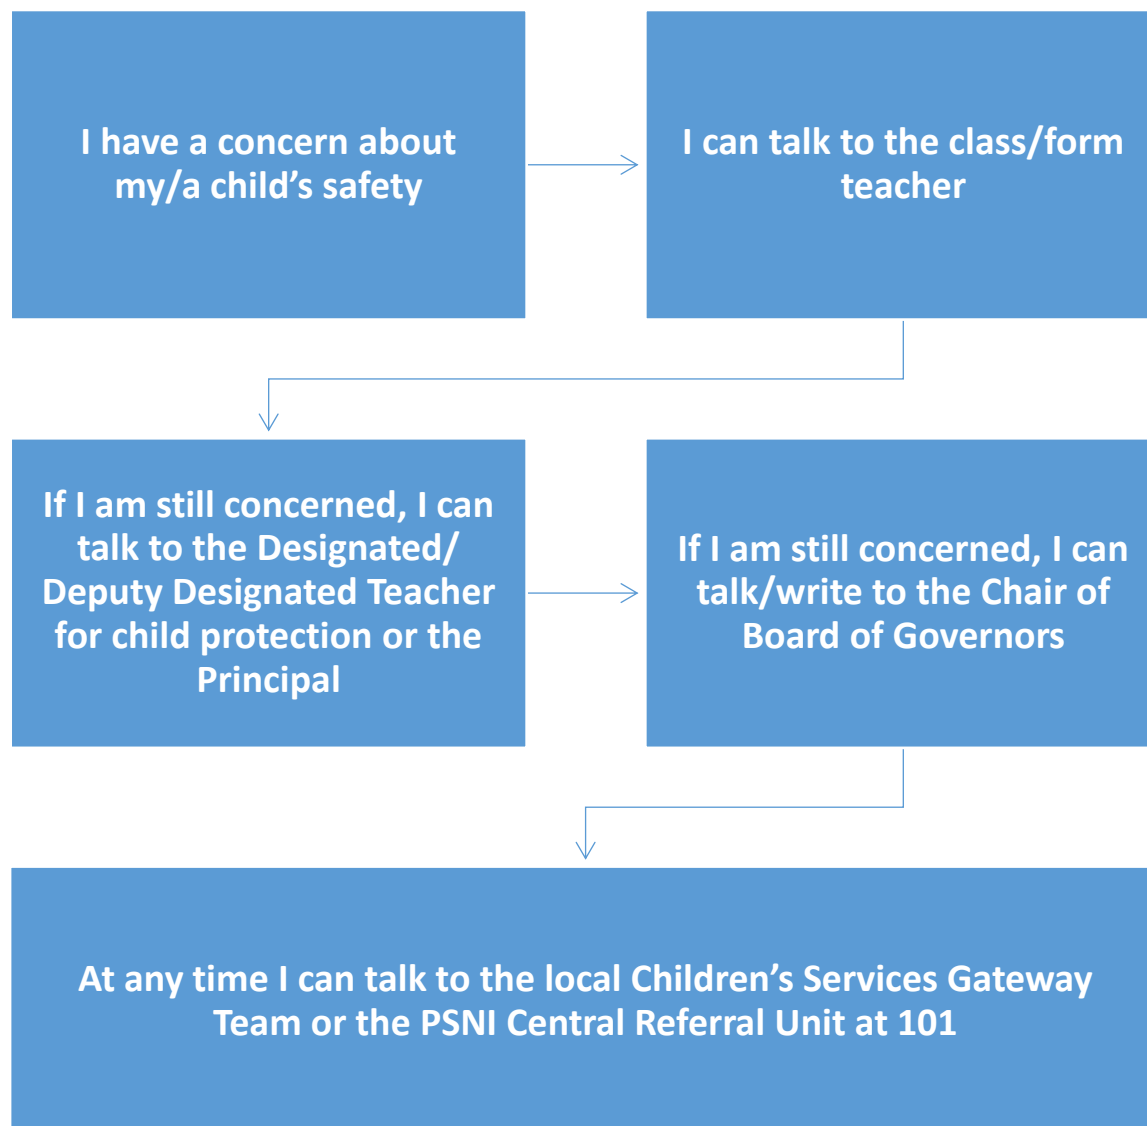 I have a concern about
my/a child’s safety
I can talk to the class/form
teacher
If I am still concerned, I can
talk to the Designated/
Deputy Designated Teacher
for child protection or the
Principal
If I am still concerned, I can
talk/write to the Chair of
Board of Governors
At any time I can talk to the local Children’s Services Gateway
Team or the PSNI Central Referral Unit at 101